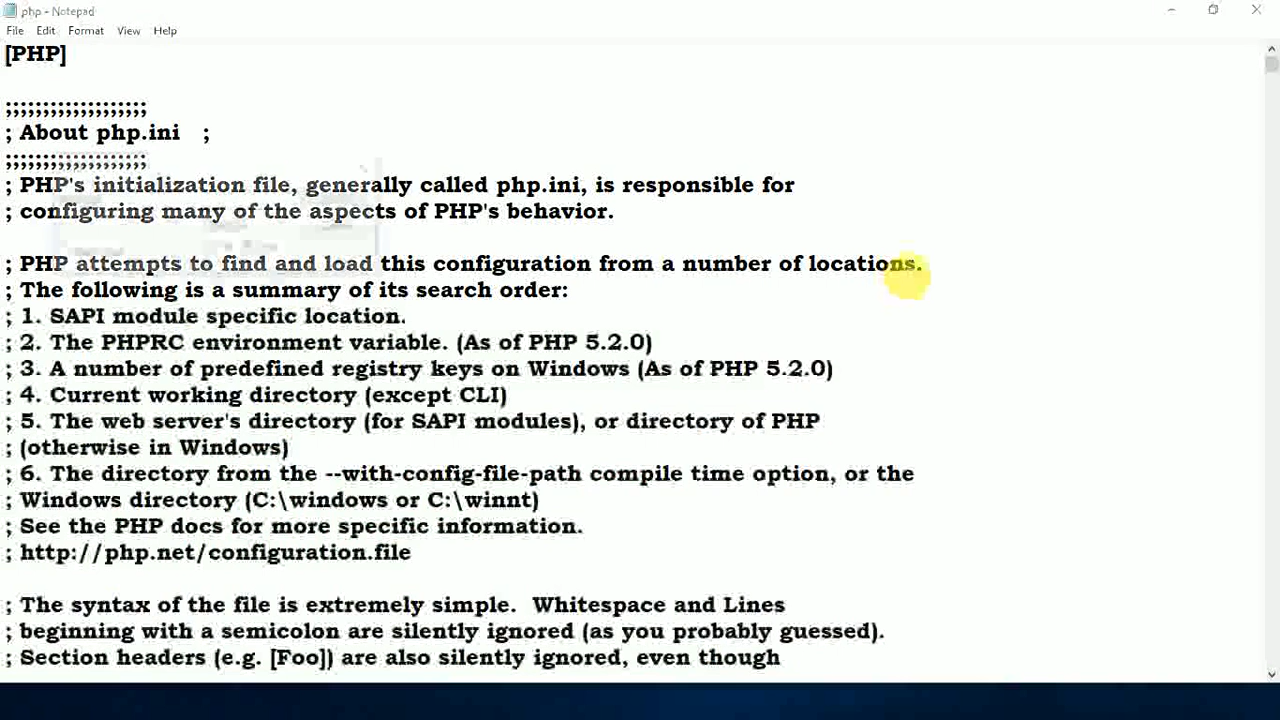 php - Notepad
File Edit Format View Help
[PHP]
;;;;;;;;;;;;;;;;;;;
; About php.ini   ;
;;;;;;;;;;;;;;;;;;;
; PHP's initialization file, generally called php.ini, is responsible for
; configuring many of the aspects of PHP's behavior.
; PHP attempts to find and load this configuration from a number of locations.
; The following is a summary of its search order:
; 1. SAPI module specific location.
; 2. The PHPRC environment variable. (As of PHP 5.2.0)
; 3. A number of predefined registry keys on Windows (As of PHP 5.2.0)
; 4. Current working directory (except CLI)
; 5. The web server's directory (for SAPI modules), or directory of PHP
; (otherwise in Windows)
; 6. The directory from the --with-config-file-path compile time option, or the
; Windows directory (C:\windows or C:\winnt)
; See the PHP docs for more specific information.
; http://php.net/configuration.file
; The syntax of the file is extremely simple.  Whitespace and Lines
; beginning with a semicolon are silently ignored (as you probably guessed).
; Section headers (e.g. [Foo]) are also silently ignored, even though